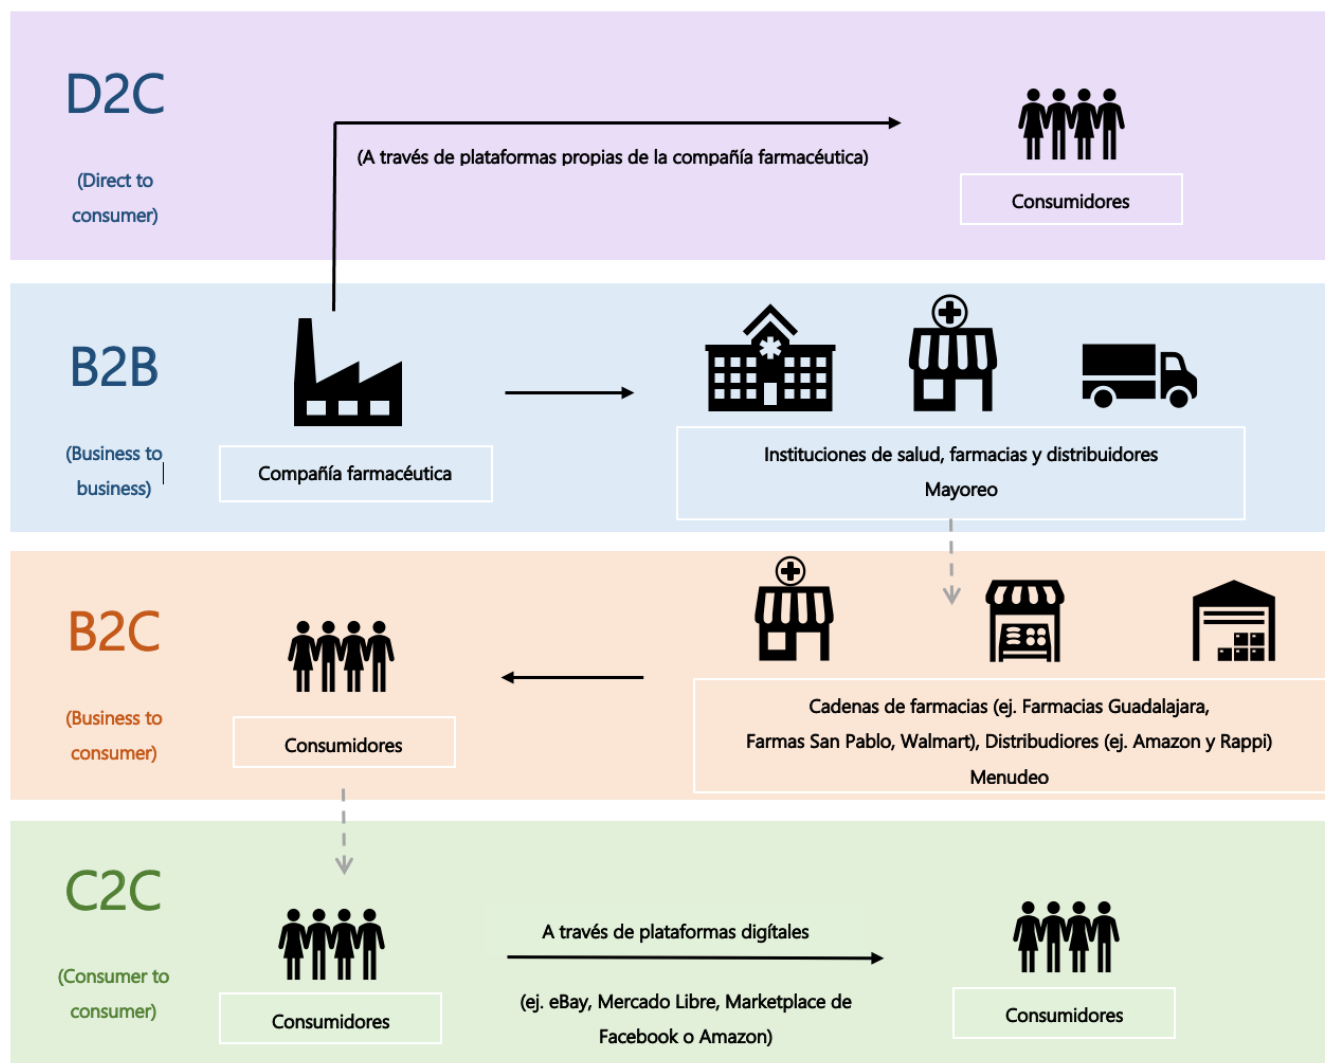 D2C
(Direct to
consumer)
(A través de plataformas propias de la compañía farmacéutica)
Consumidores
B2B
(Business to
business)
Compañía farmacéutica
Instituciones de salud, farmacias y distribuidores
Mayoreo
B2C
(Business to
consumer)
Consumidores
Cadenas de farmacias (ej. Farmacias Guadalajara,
Farmas San Pablo, Walmart), Distribudiores (ej. Amazon y Rappi)
Menudeo
C2C
(Consumer to
consumer)
Consumidores
A través de plataformas digítales
(ej. eBay, Mercado Libre, Marketplace de
Facebook o Amazon)
Consumidores